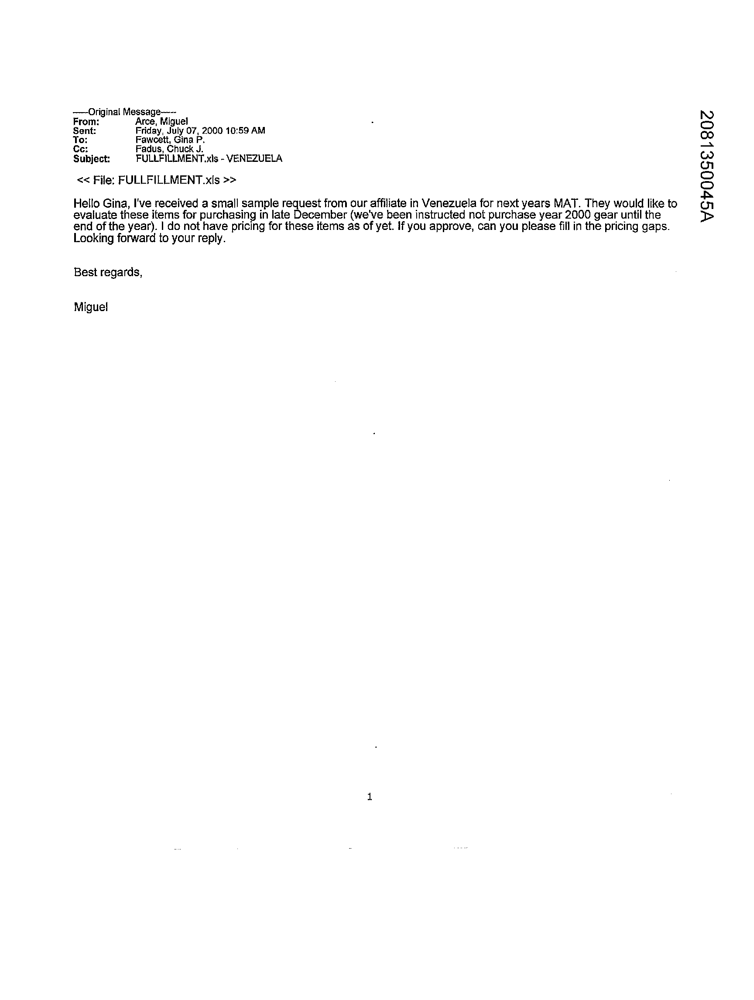 -----Original Message-----
From: Arce, Miguel
Sent: Friday, July 07, 2000 10:59 AM
To: Fawcett, Gina P.
Cc: Fadus, Chuck J.
Subject: FULLFILLMENT.xls - VENEZUELA
<< File: FULLFILLMENT.xls >>
Hello Gina, I've received a small sample request from our affiliate in Venezuela for next years MAT. They would like to
evaluate these items for purchasing in late December (we've been instructed not purchase year 2000 gear until the
end of the year). I do not have pricing for these items as of yet. If you approve, can you please fill in the pricing gaps.
Looking forward to your reply.
Best regards,
Miguel
1
2081350045A